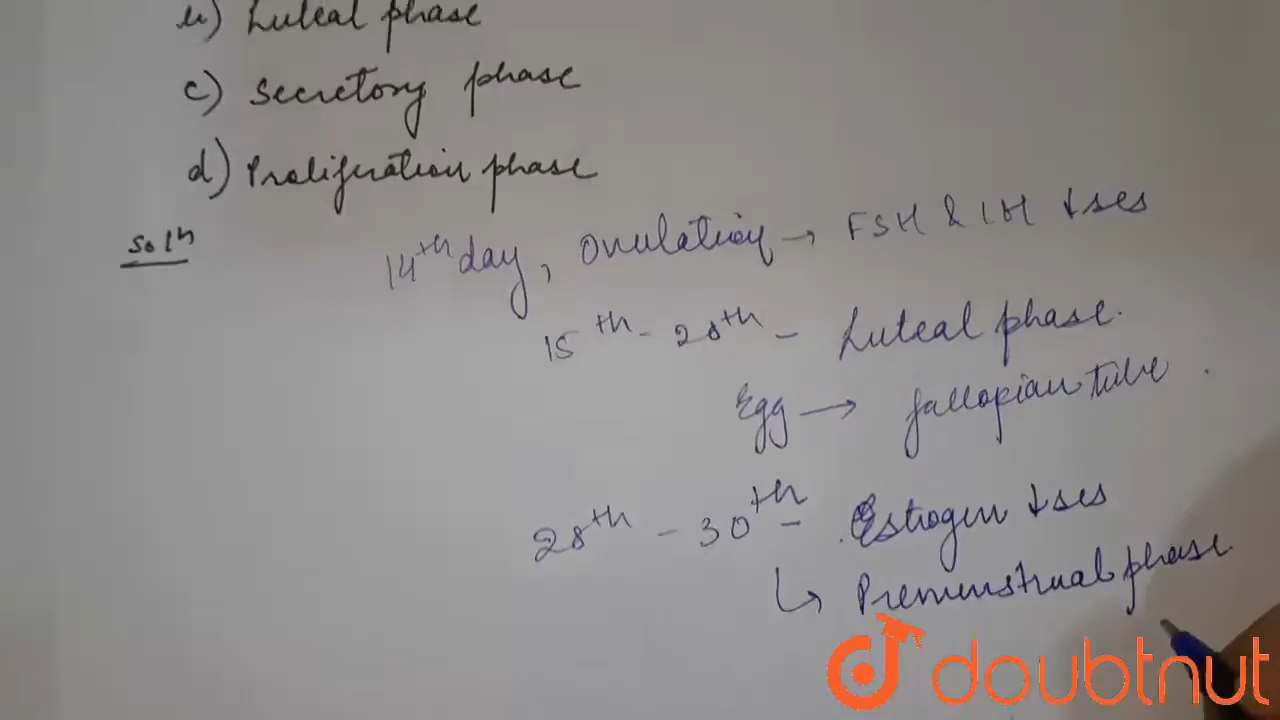 b) Luteal phase
c) Secretory phase
d) Proliferation phase
Solⁿ
14th day, Ovulation → FSH & LH ↓ses
15th - 28th - Luteal phase.
Egg → fallopian tube.
28th - 30th - Estrogen ↓ses
↳ Premenstrual phase
doubtnut